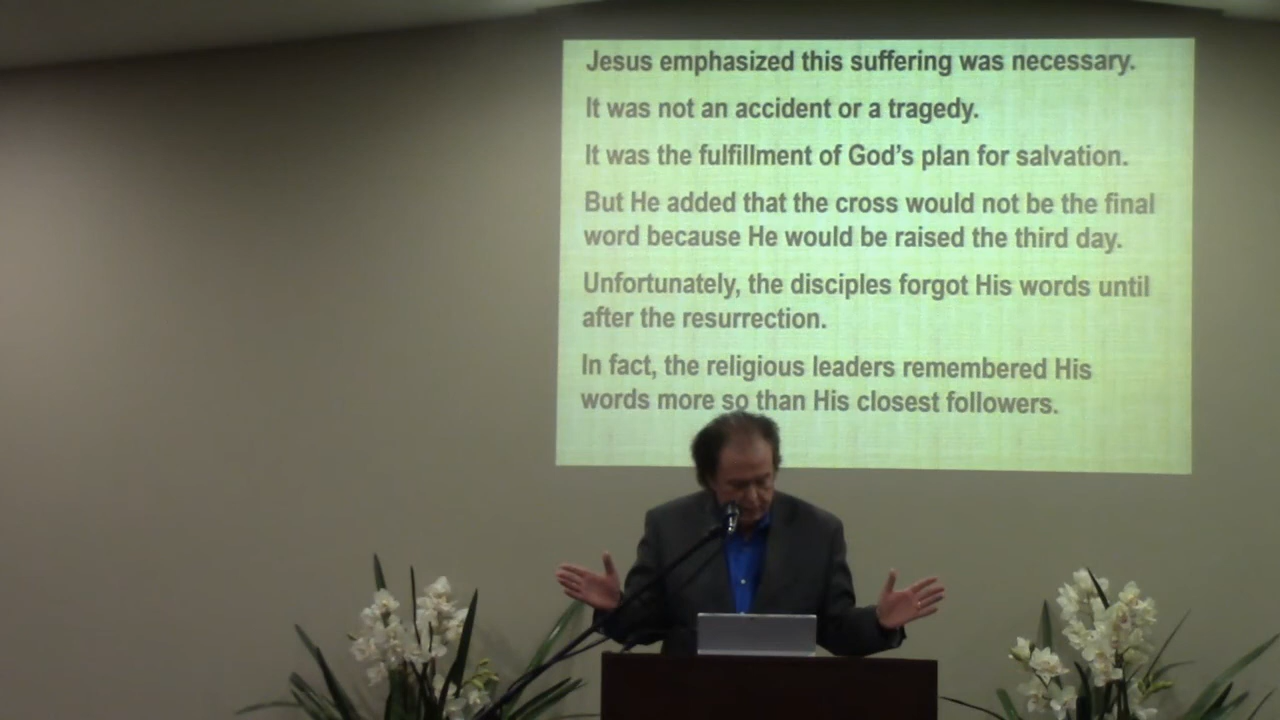 Jesus emphasized this suffering was necessary.
It was not an accident or a tragedy.
It was the fulfillment of God's plan for salvation.
But He added that the cross would not be the final
word because He would be raised the third day.
Unfortunately, the disciples forgot His words until
after the resurrection.
In fact, the religious leaders remembered His
words more so than His closest followers.